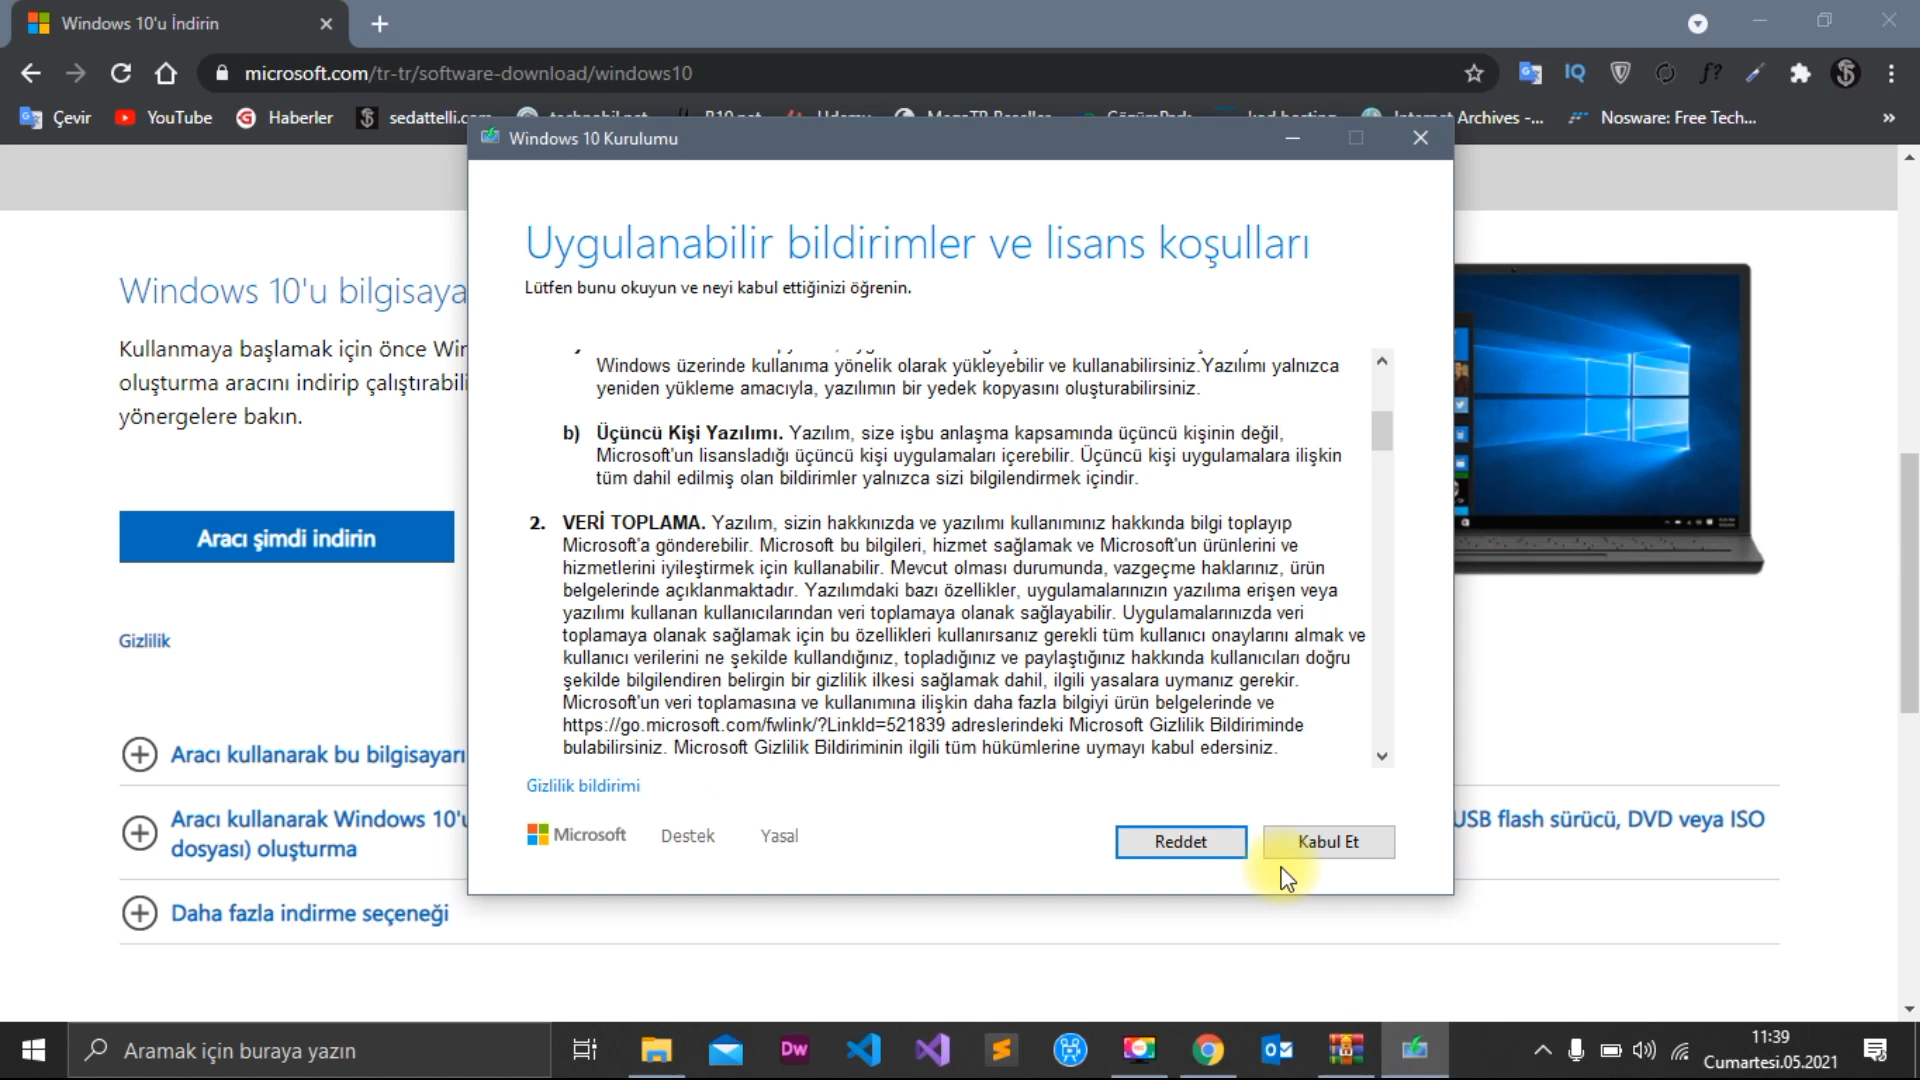 Windows 10'u İndirin
microsoft.com/tr-tr/software-download/windows10
Çevir
YouTube
Haberler
Archives -...
Nosware: Free Tech...
Windows 10 Kurulumu
Uygulanabilir bildirimler ve lisans koşulları
Lütfen bunu okuyun ve neyi kabul ettiğinizi öğrenin.
Windows üzerinde kullanıma yönelik olarak yükleyebilir ve kullanabilirsiniz.Yazılımı yalnızca
yeniden yükleme amacıyla, yazılımın bir yedek kopyasını oluşturabilirsiniz.
b) Üçüncü Kişi Yazılımı. Yazılım, size işbu anlaşma kapsamında üçüncü kişinin değil,
Microsoft'un lisansladığı üçüncü kişi uygulamaları içerebilir. Üçüncü kişi uygulamalara ilişkin
tüm dahil edilmiş olan bildirimler yalnızca sizi bilgilendirmek içindir.
2. VERİ TOPLAMA. Yazılım, sizin hakkınızda ve yazılımı kullanımınız hakkında bilgi toplayıp
Microsoft'a gönderebilir. Microsoft bu bilgileri, hizmet sağlamak ve Microsoft'un ürünlerini ve
hizmetlerini iyileştirmek için kullanabilir. Mevcut olması durumunda, vazgeçme haklarınız, ürün
belgelerinde açıklanmaktadır. Yazılımdaki bazı özellikler, uygulamalarınızın yazılıma erişen veya
yazılımı kullanan kullanıcılarından veri toplamaya olanak sağlayabilir. Uygulamalarınızda veri
toplamaya olanak sağlamak için bu özellikleri kullanırsanız gerekli tüm kullanıcı onaylarını almak ve
kullanıcı verilerini ne şekilde kullandığınız, topladığınız ve paylaştığınız hakkında kullanıcıları doğru
şekilde bilgilendiren belirgin bir gizlilik ilkesi sağlamak dahil, ilgili yasalara uymanız gerekir.
Microsoft'un veri toplamasına ve kullanımına ilişkin daha fazla bilgiyi ürün belgelerinde ve
https://go.microsoft.com/fwlink/?LinkId=521839 adreslerindeki Microsoft Gizlilik Bildiriminde
bulabilirsiniz. Microsoft Gizlilik Bildiriminin ilgili tüm hükümlerine uymayı kabul edersiniz.
Gizlilik bildirimi
Microsoft
Destek
Yasal
Reddet
Kabul Et
Windows 10'u bilgisaya
Kullanmaya başlamak için önce Wir
oluşturma aracını indirip çalıştırabili
yönergelere bakın.
Aracı şimdi indirin
Gizlilik
Aracı kullanarak bu bilgisayarı
Aracı kullanarak Windows 10'u
USB flash sürücü, DVD veya ISO
dosyası) oluşturma
Daha fazla indirme seçeneği
Aramak için buraya yazın
11:39
Cumartesi.05.2021